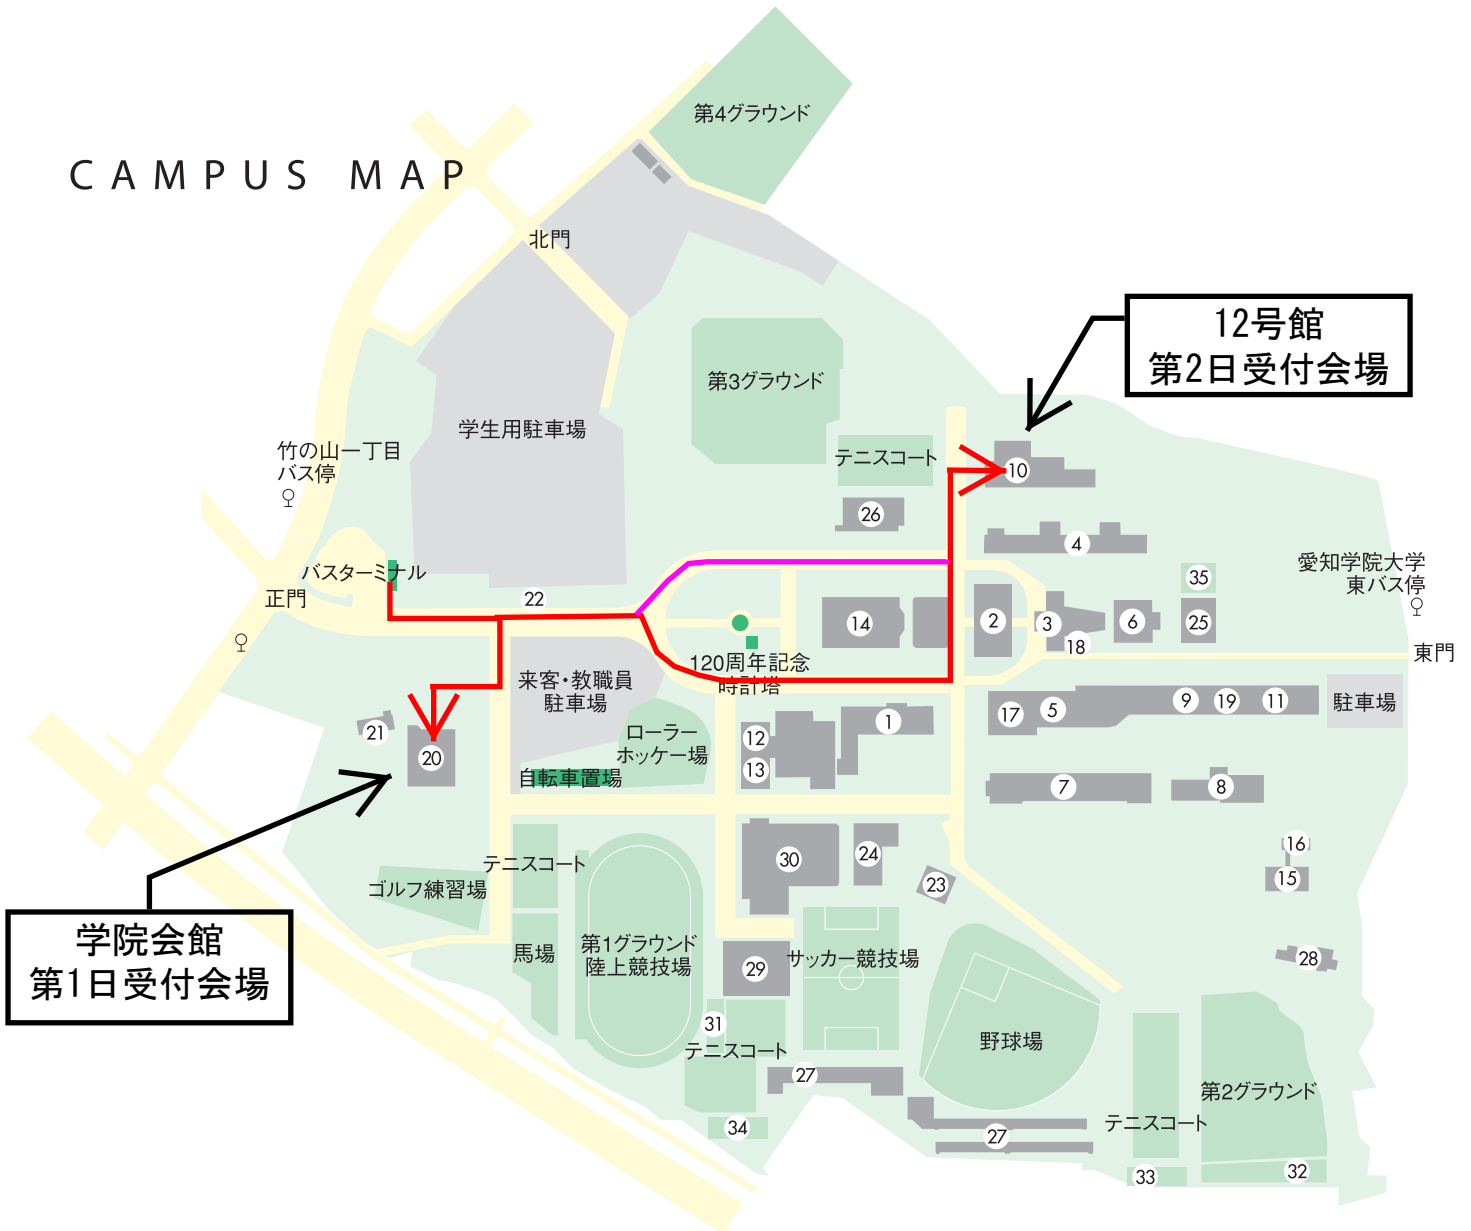 第4グラウンド
CAMPUS MAP
北門
12号館
第2日受付会場
第3グラウンド
学生用駐車場
竹の山一丁目
バス停
テニスコート
10
26
4
愛知学院大学
東バス停
35
バスターミナル
正門
22
14
2
3
6
25
18
東門
120周年記念
時計塔
来客・教職員
駐車場
9
19
11
駐車場
17
5
1
21
20
ローラー
ホッケー場
12
13
自転車置場
7
8
16
15
テニスコート
30
24
23
ゴルフ練習場
学院会館
第1日受付会場
馬場
第1グラウンド
陸上競技場
29
サッカー競技場
28
31
テニスコート
野球場
27
第2グラウンド
テニスコート
34
27
33
32